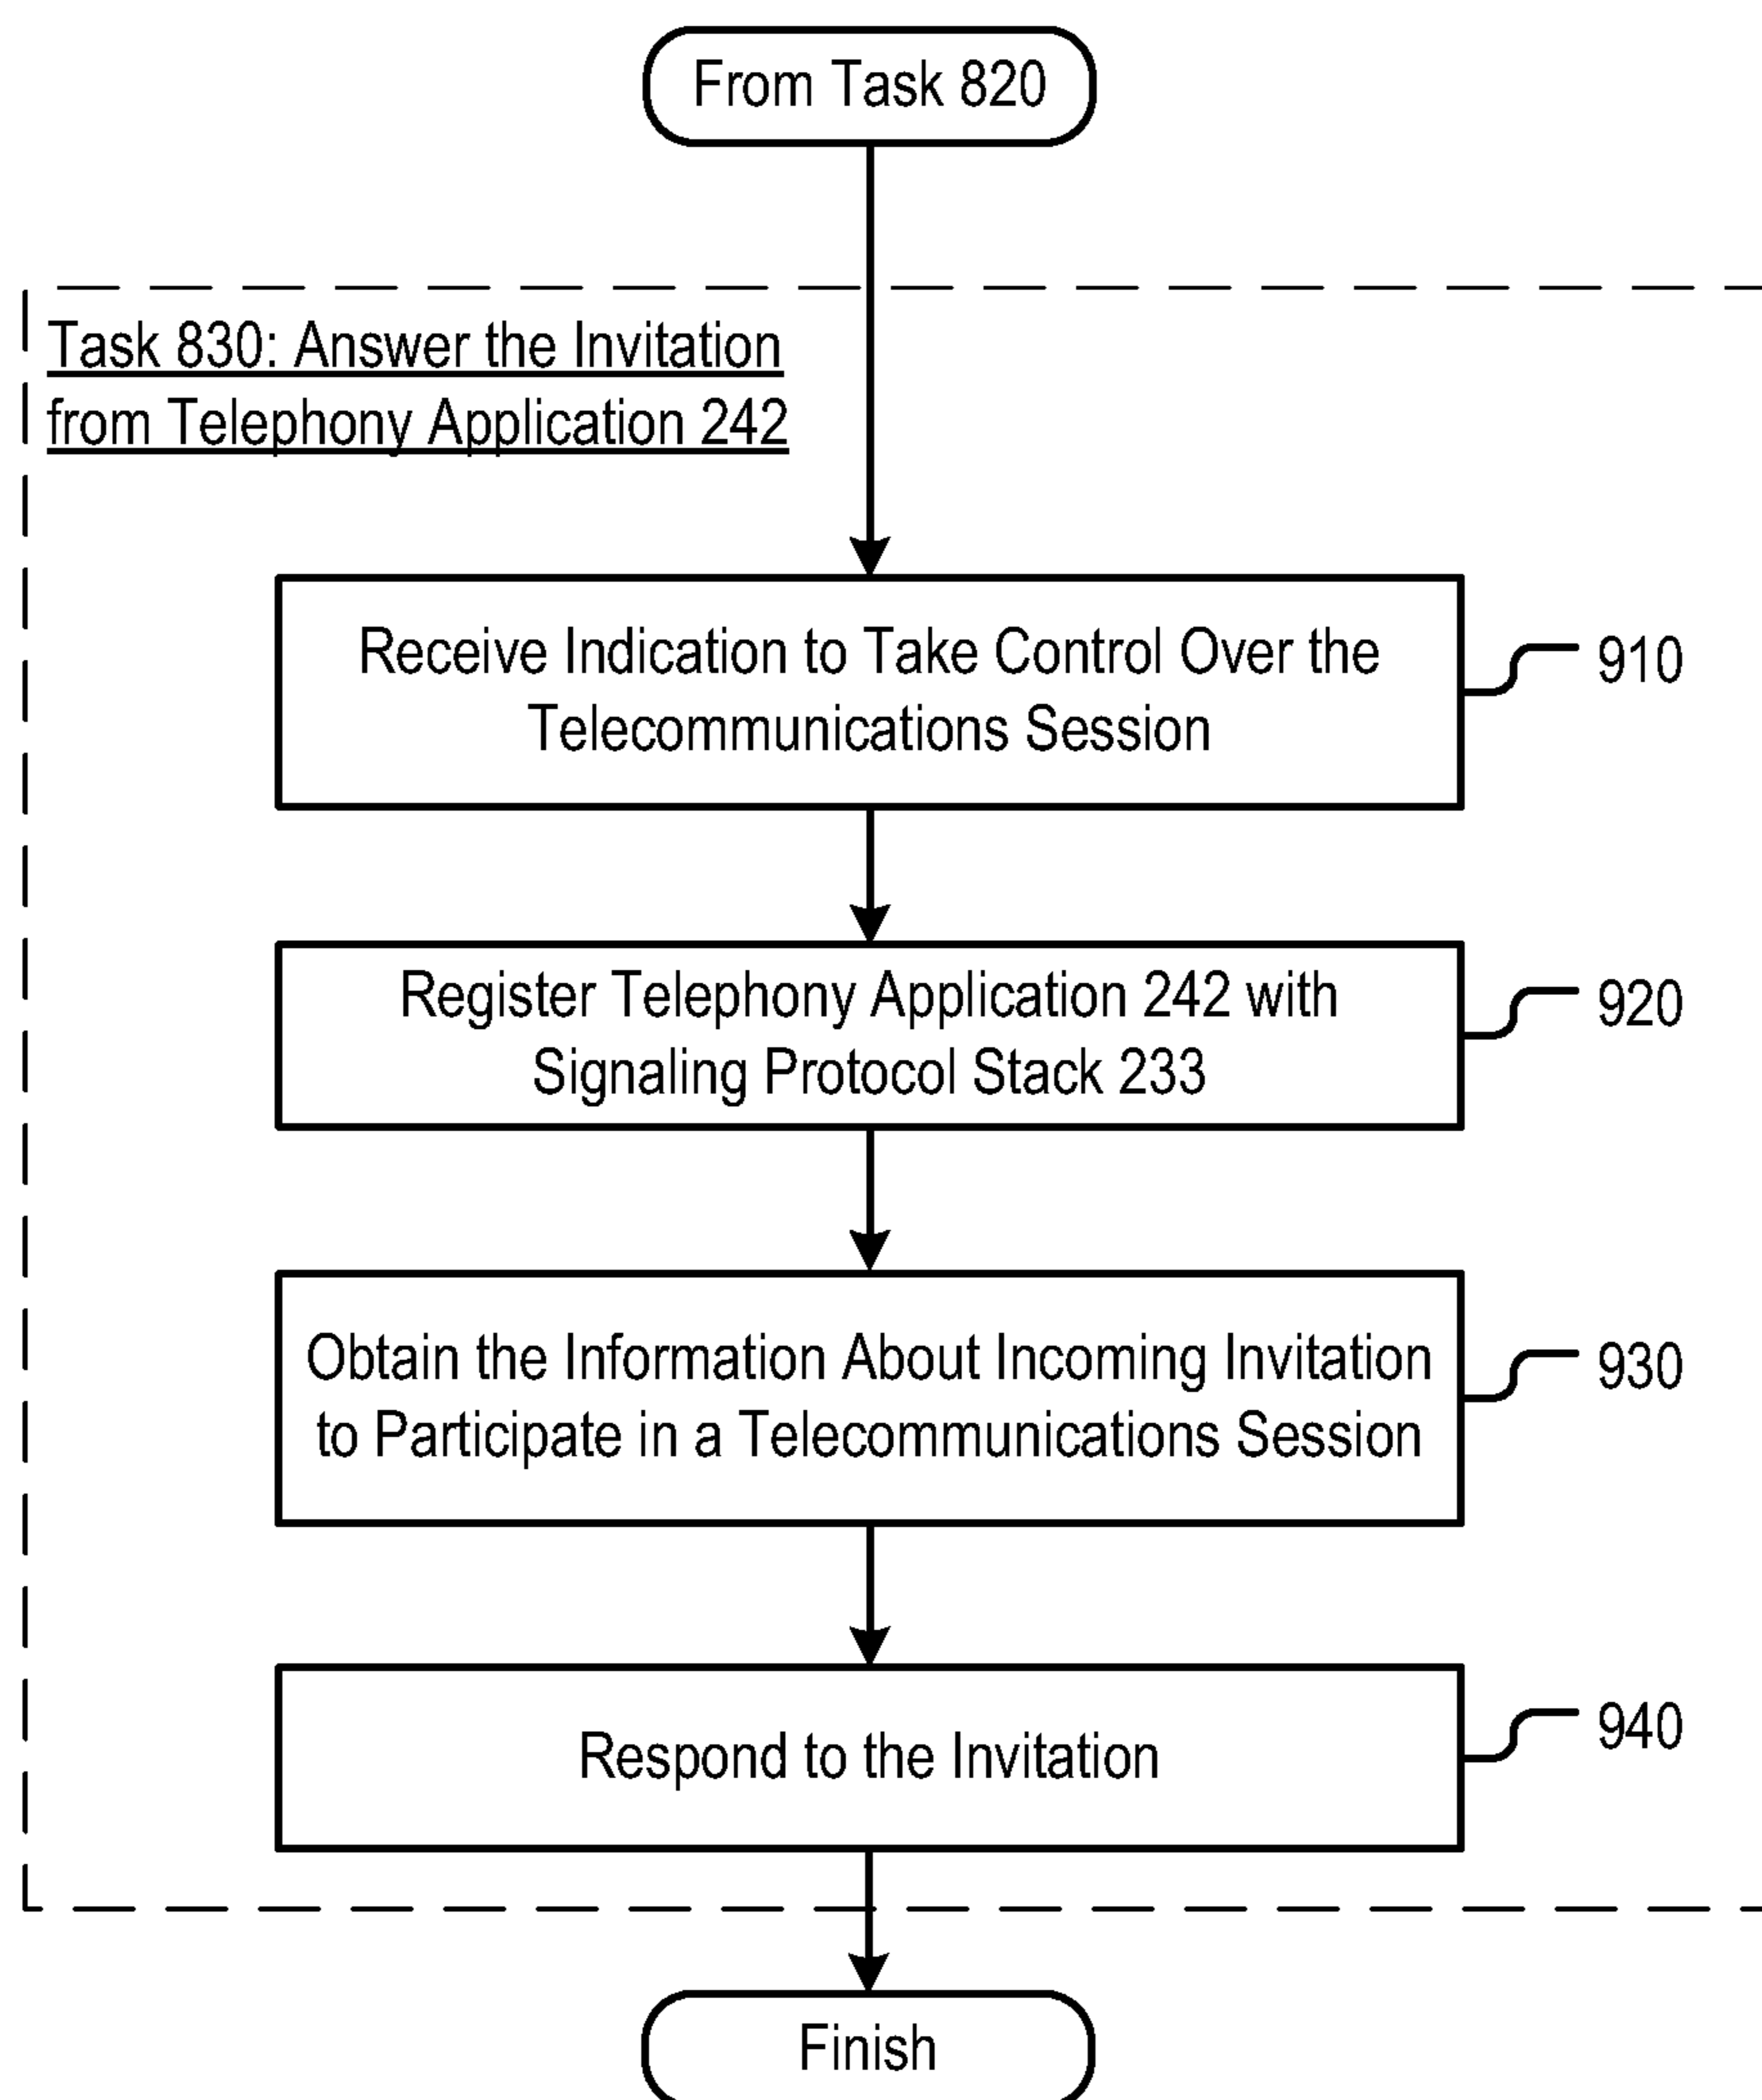 From Task 820
Task 830: Answer the Invitation
from Telephony Application 242
Receive Indication to Take Control Over the
Telecommunications Session
910
Register Telephony Application 242 with
Signaling Protocol Stack 233
920
Obtain the Information About Incoming Invitation
to Participate in a Telecommunications Session
930
Respond to the Invitation
940
Finish